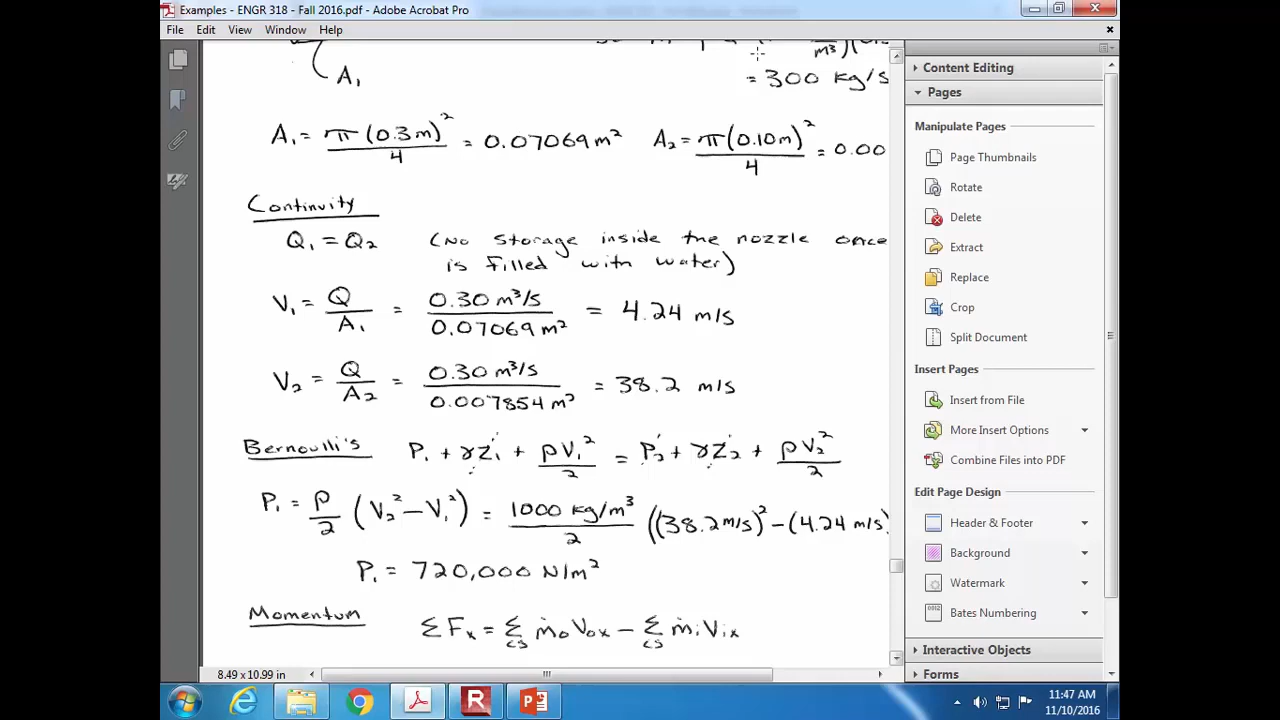 Examples - ENGR 318 - Fall 2016.pdf - Adobe Acrobat Pro
File Edit View Window Help
A₁
m³
= 300 kg/s
A₁ = π(0.3m)²/4 = 0.07069 m² A₂ = π(0.10m)²/4 = 0.00
Continuity
Q₁ = Q₂ (No storage inside the nozzle once
is filled with water)
V₁ = Q/A₁ = 0.30 m³/s / 0.07069 m² = 4.24 m/s
V₂ = Q/A₂ = 0.30 m³/s / 0.007854 m² = 38.2 m/s
Bernoulli's P₁ + γz₁ + ρV₁²/2 = P₂ + γz₂ + ρV₂²/2
P₁ = ρ/2 (V₂² - V₁²) = 1000 kg/m³ / 2 ((38.2 m/s)² - (4.24 m/s)
P₁ = 720,000 N/m²
Momentum ΣFₓ = Σcs ṁₒVₒₓ - Σcs ṁᵢVᵢₓ
8.49 x 10.99 in
Content Editing
Pages
Manipulate Pages
Page Thumbnails
Rotate
Delete
Extract
Replace
Crop
Split Document
Insert Pages
Insert from File
More Insert Options
Combine Files into PDF
Edit Page Design
Header & Footer
Background
Watermark
Bates Numbering
Interactive Objects
Forms
11:47 AM
11/10/2016